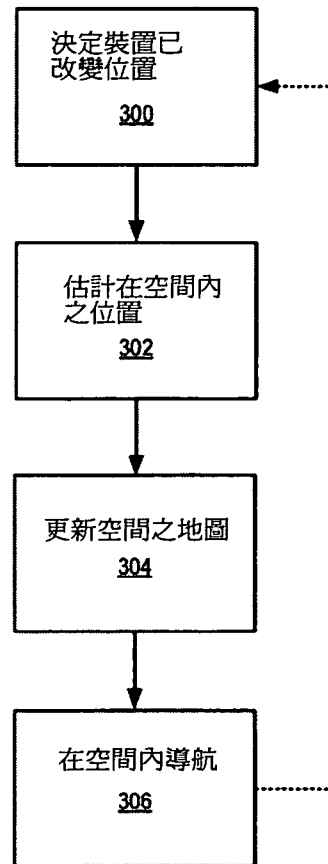 決定裝置已
改變位置
300
估計在空間內
之位置
302
更新空間之地圖
304
在空間內導航
306